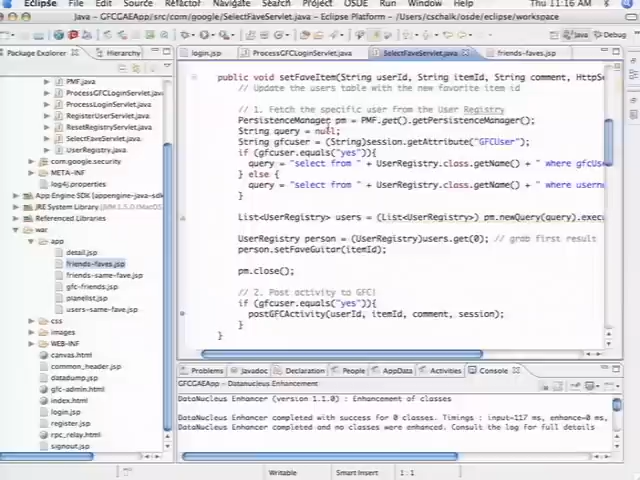 Eclipse File Edit Source Refactor Navigate Search Project OSDE Run Window Help Thu 11:16 AM
Java – GFCGAEApp/src/com/google/SelectFaveServlet.java – Eclipse Platform – /Users/cschalk/osde/eclipse/workspace
Java Debug
Package Explorer Hierarchy
login.jsp ProcessGFCLoginServlet.java SelectFaveServlet.java friends-faves.jsp
PMF.java
ProcessGFCLoginServlet.java
ProcessLoginServlet.java
RegisterUserServlet.java
ResetRegistryServlet.java
SelectFaveServlet.java
UserRegistry.java
com.google.security
META-INF
log4j.properties
App Engine SDK
JRE System Library
Referenced Libraries
war
app
detail.jsp
friends-faves.jsp
friends-same-fave.jsp
gfc-friends.jsp
planelist.jsp
users-same-fave.jsp
css
images
WEB-INF
canvas.html
common_header.jsp
datadump.jsp
gfc-admin.html
index.html
login.jsp
register.jsp
rpc_relay.html
signout.jsp
public void setFaveItem(String userId, String itemId, String comment, HttpSe
// Update the users table with the new favorite item id
// 1. Fetch the specific user from the User Registry
PersistenceManager pm = PMF.get().getPersistenceManager();
String query = null;
String gfcuser = (String)session.getAttribute("GFCUser");
if (gfcuser.equals("yes")){
query = "select from " + UserRegistry.class.getName() + " where gfcUs
} else {
query = "select from " + UserRegistry.class.getName() + " where usern
}
List<UserRegistry> users = (List<UserRegistry>) pm.newQuery(query).execu
UserRegistry person = (UserRegistry)users.get(0); // grab first result
person.setFaveGuitar(itemId);
pm.close();
// 2. Post activity to GFC!
if (gfcuser.equals("yes")){
postGFCActivity(userId, itemId, comment, session);
}
}
Problems Javadoc Declaration People AppData Activities Console
GFCGAEApp – Datanucleus Enhancement
DataNucleus Enhancer (version 1.1.0) : Enhancement of classes
DataNucleus Enhancer completed with success for 0 classes. Timings : input=117 ms, enhance=0 ms,
DataNucleus Enhancer completed and no classes were enhanced. Consult the log for full details
Writable Smart Insert 1 : 1